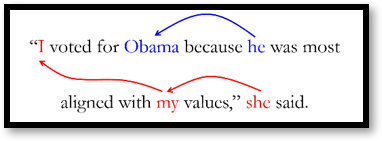 “I voted for Obama because he was most
aligned with my values,” she said.